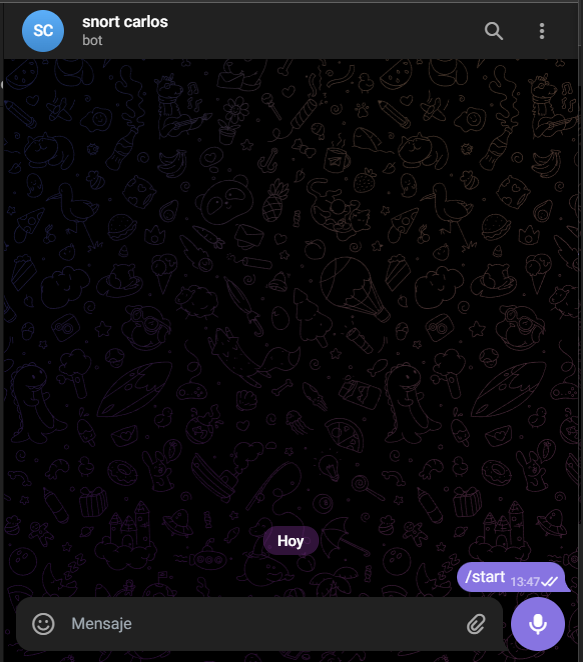 SC
snort carlos
bot
Hoy
/start 13:47
Mensaje